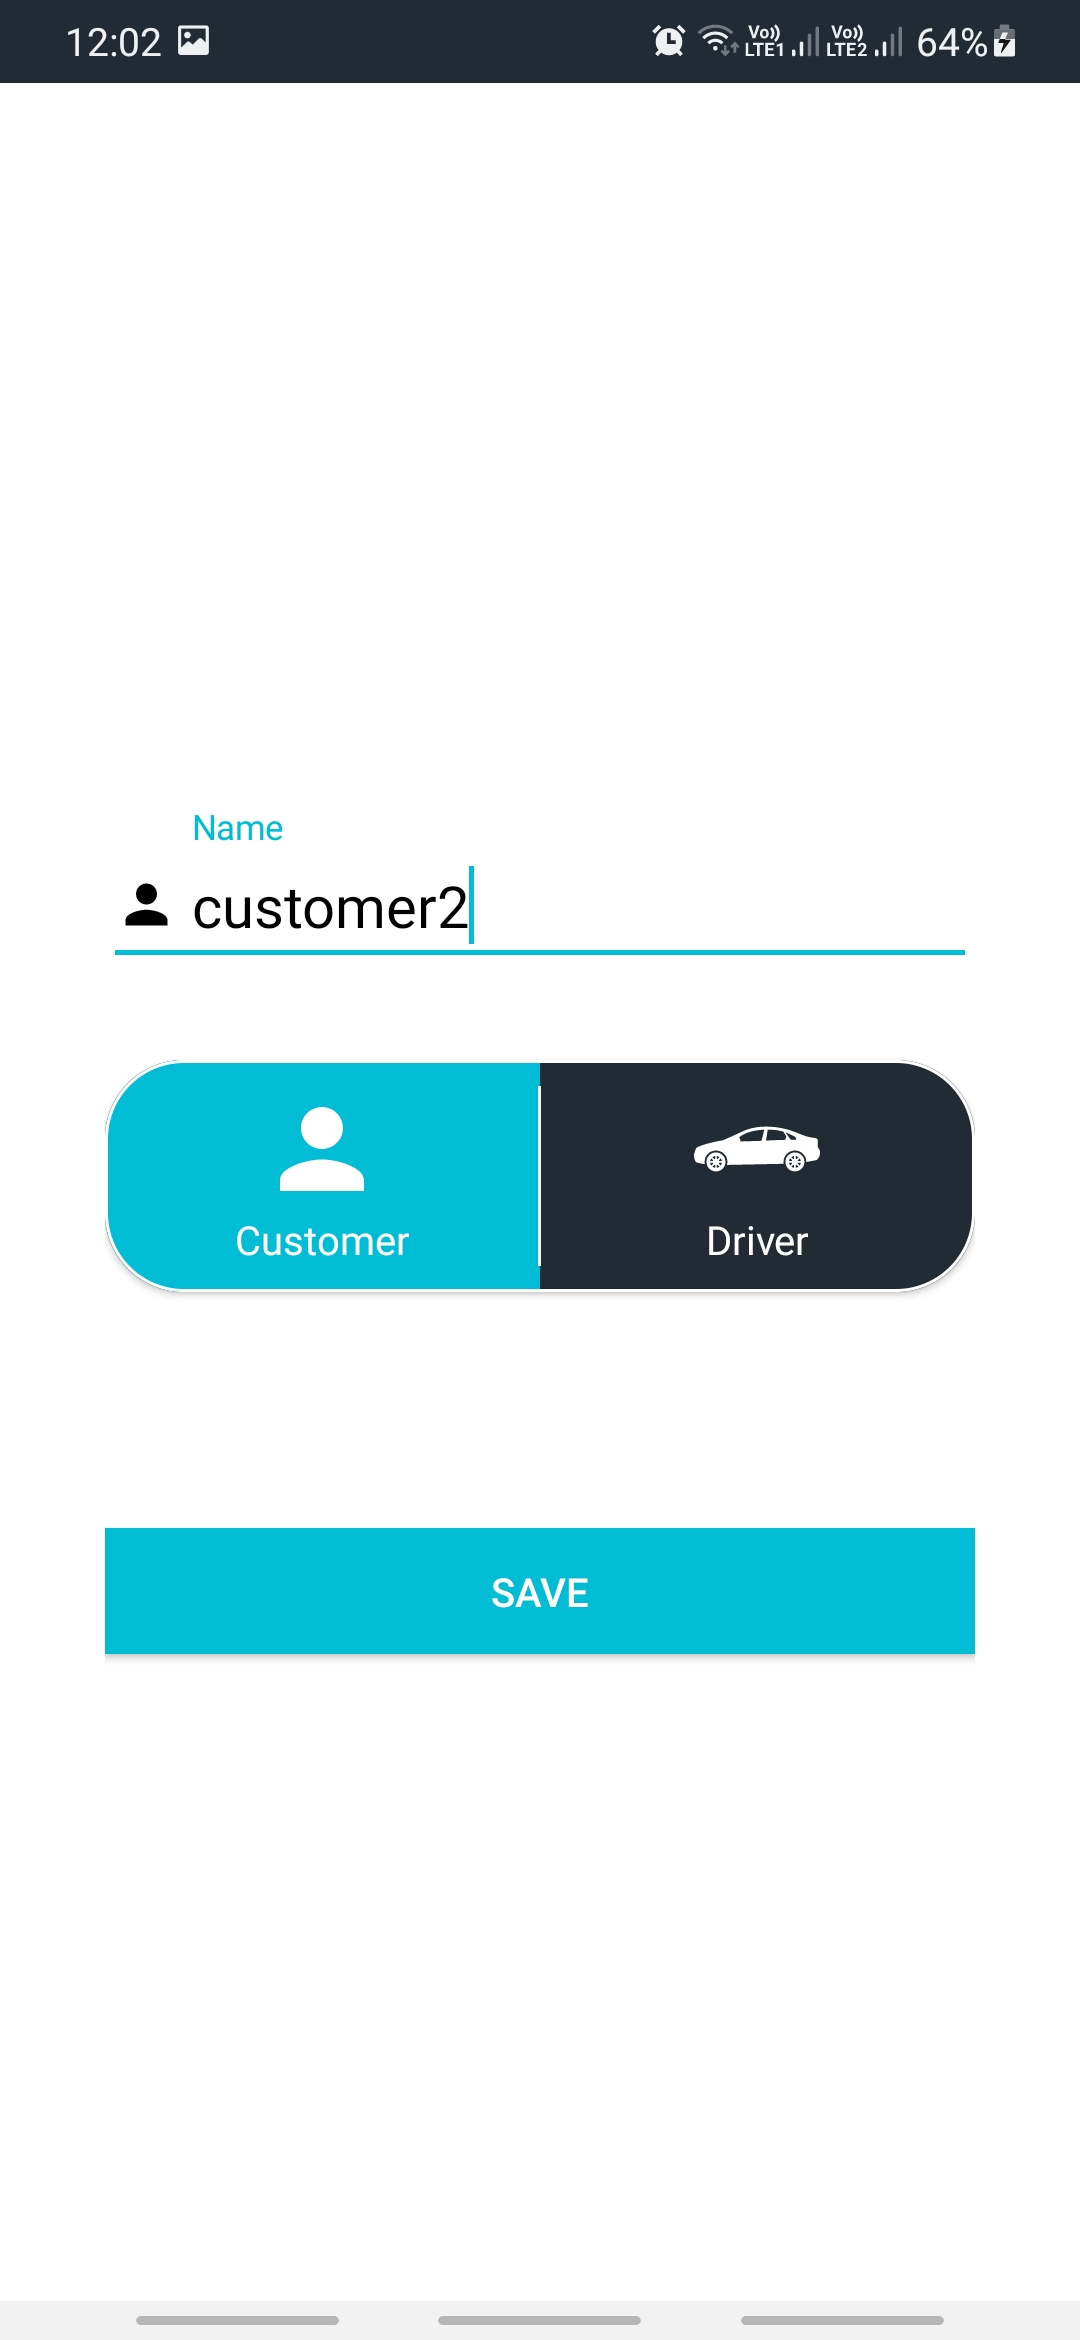 12:02 Vo)) LTE1 Vo)) LTE2 64%
Name
customer2
Customer Driver
SAVE